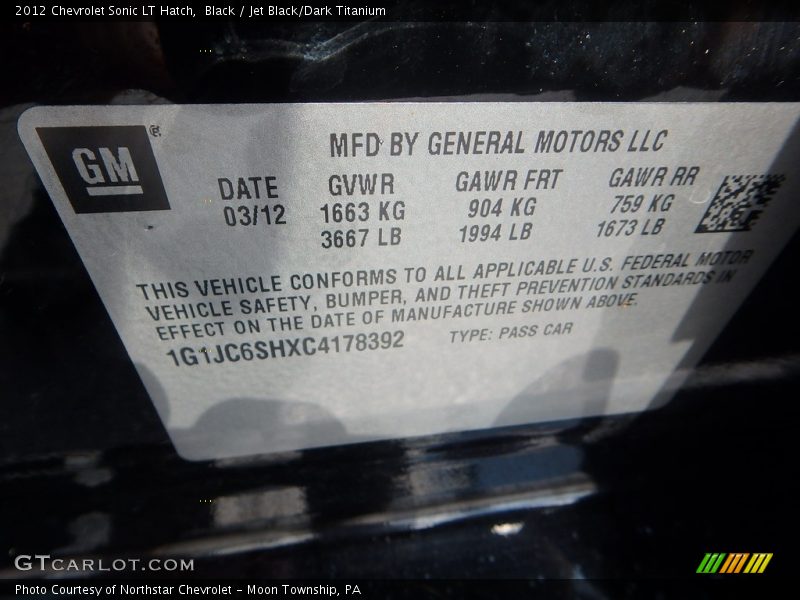 2012 Chevrolet Sonic LT Hatch, Black / Jet Black/Dark Titanium
GM ®
MFD BY GENERAL MOTORS LLC
DATE GVWR GAWR FRT GAWR RR
03/12 1663 KG 904 KG 759 KG
3667 LB 1994 LB 1673 LB
THIS VEHICLE CONFORMS TO ALL APPLICABLE U.S. FEDERAL MOTOR
VEHICLE SAFETY, BUMPER, AND THEFT PREVENTION STANDARDS IN
EFFECT ON THE DATE OF MANUFACTURE SHOWN ABOVE.
1G1JC6SHXC4178392 TYPE: PASS CAR
GTCARLOT.COM
Photo Courtesy of Northstar Chevrolet - Moon Township, PA